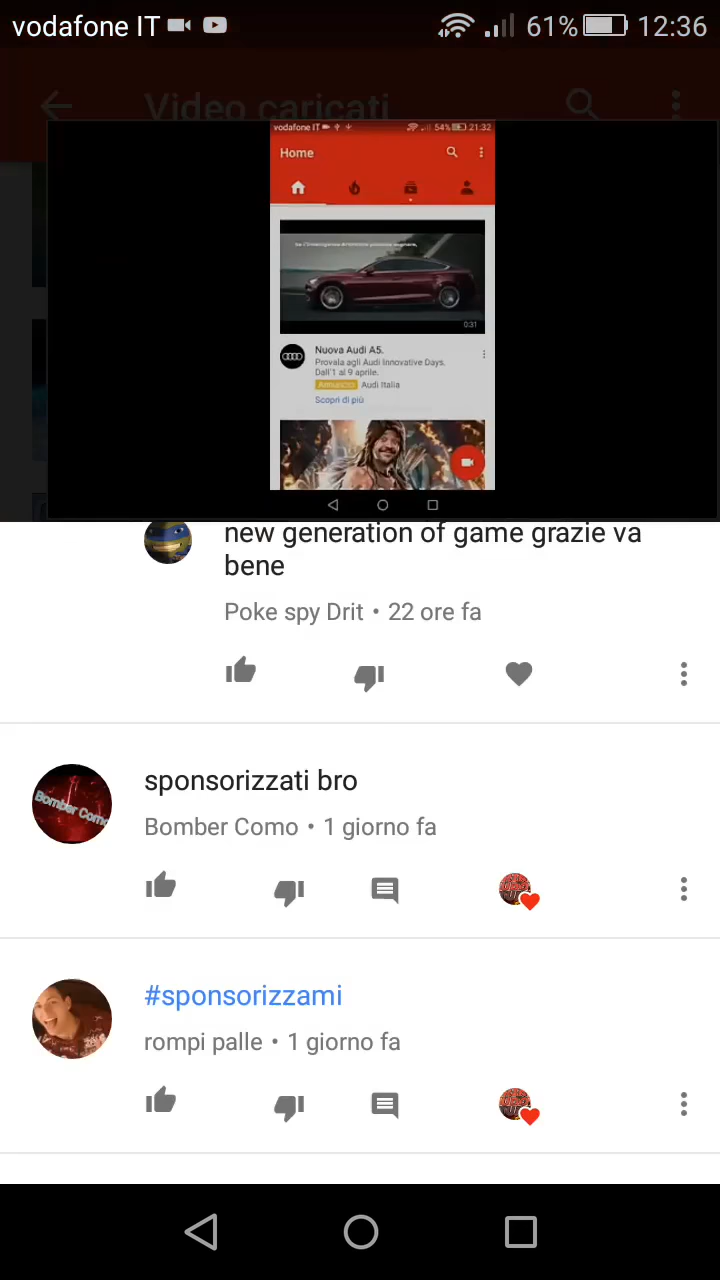 vodafone IT 61% 12:36
Video caricati
vodafone IT 54% 21:32
Home
0:31
Nuova Audi A5.
Provala agli Audi Innovative Days.
Dall'1 al 9 aprile.
Annuncio Audi Italia
Scopri di più
new generation of game grazie va
bene
Poke spy Drit • 22 ore fa
sponsorizzati bro
Bomber Como
Bomber Como • 1 giorno fa
#sponsorizzami
rompi palle • 1 giorno fa